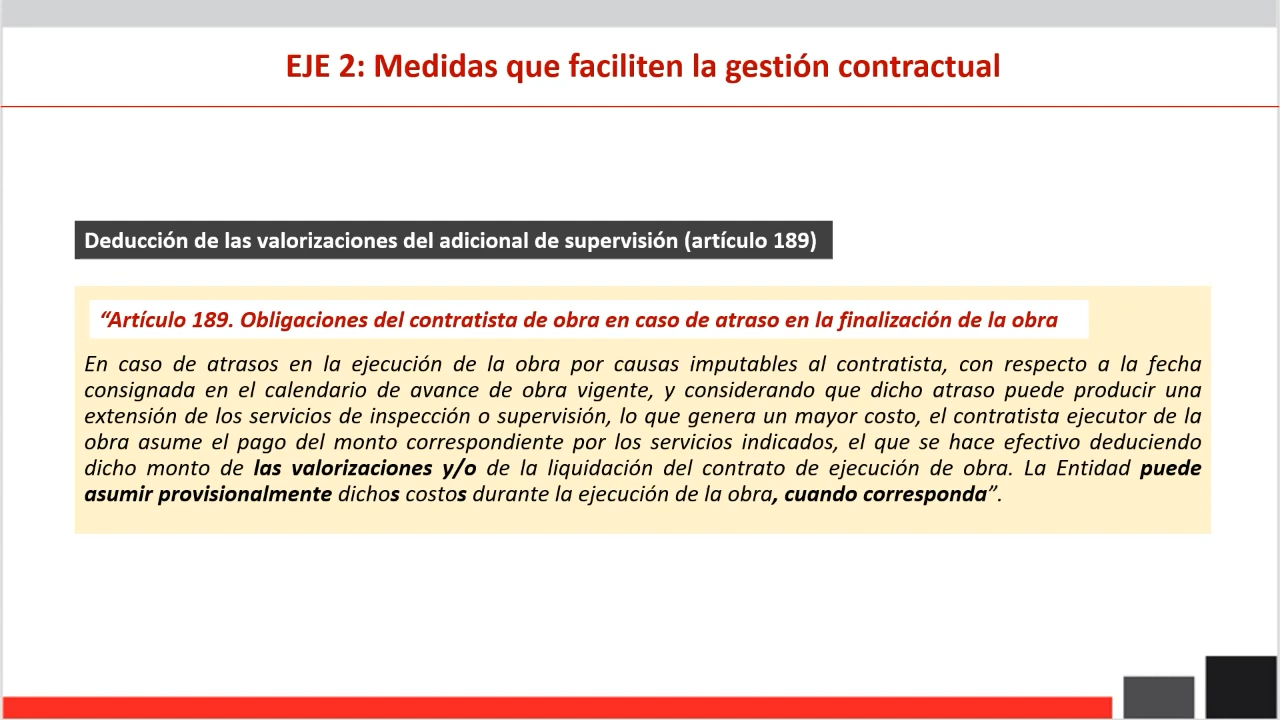 EJE 2: Medidas que faciliten la gestión contractual
Deducción de las valorizaciones del adicional de supervisión (artículo 189)
“Artículo 189. Obligaciones del contratista de obra en caso de atraso en la finalización de la obra
En caso de atrasos en la ejecución de la obra por causas imputables al contratista, con respecto a la fecha
consignada en el calendario de avance de obra vigente, y considerando que dicho atraso puede producir una
extensión de los servicios de inspección o supervisión, lo que genera un mayor costo, el contratista ejecutor de la
obra asume el pago del monto correspondiente por los servicios indicados, el que se hace efectivo deduciendo
dicho monto de las valorizaciones y/o de la liquidación del contrato de ejecución de obra. La Entidad puede
asumir provisionalmente dichos costos durante la ejecución de la obra, cuando corresponda”.